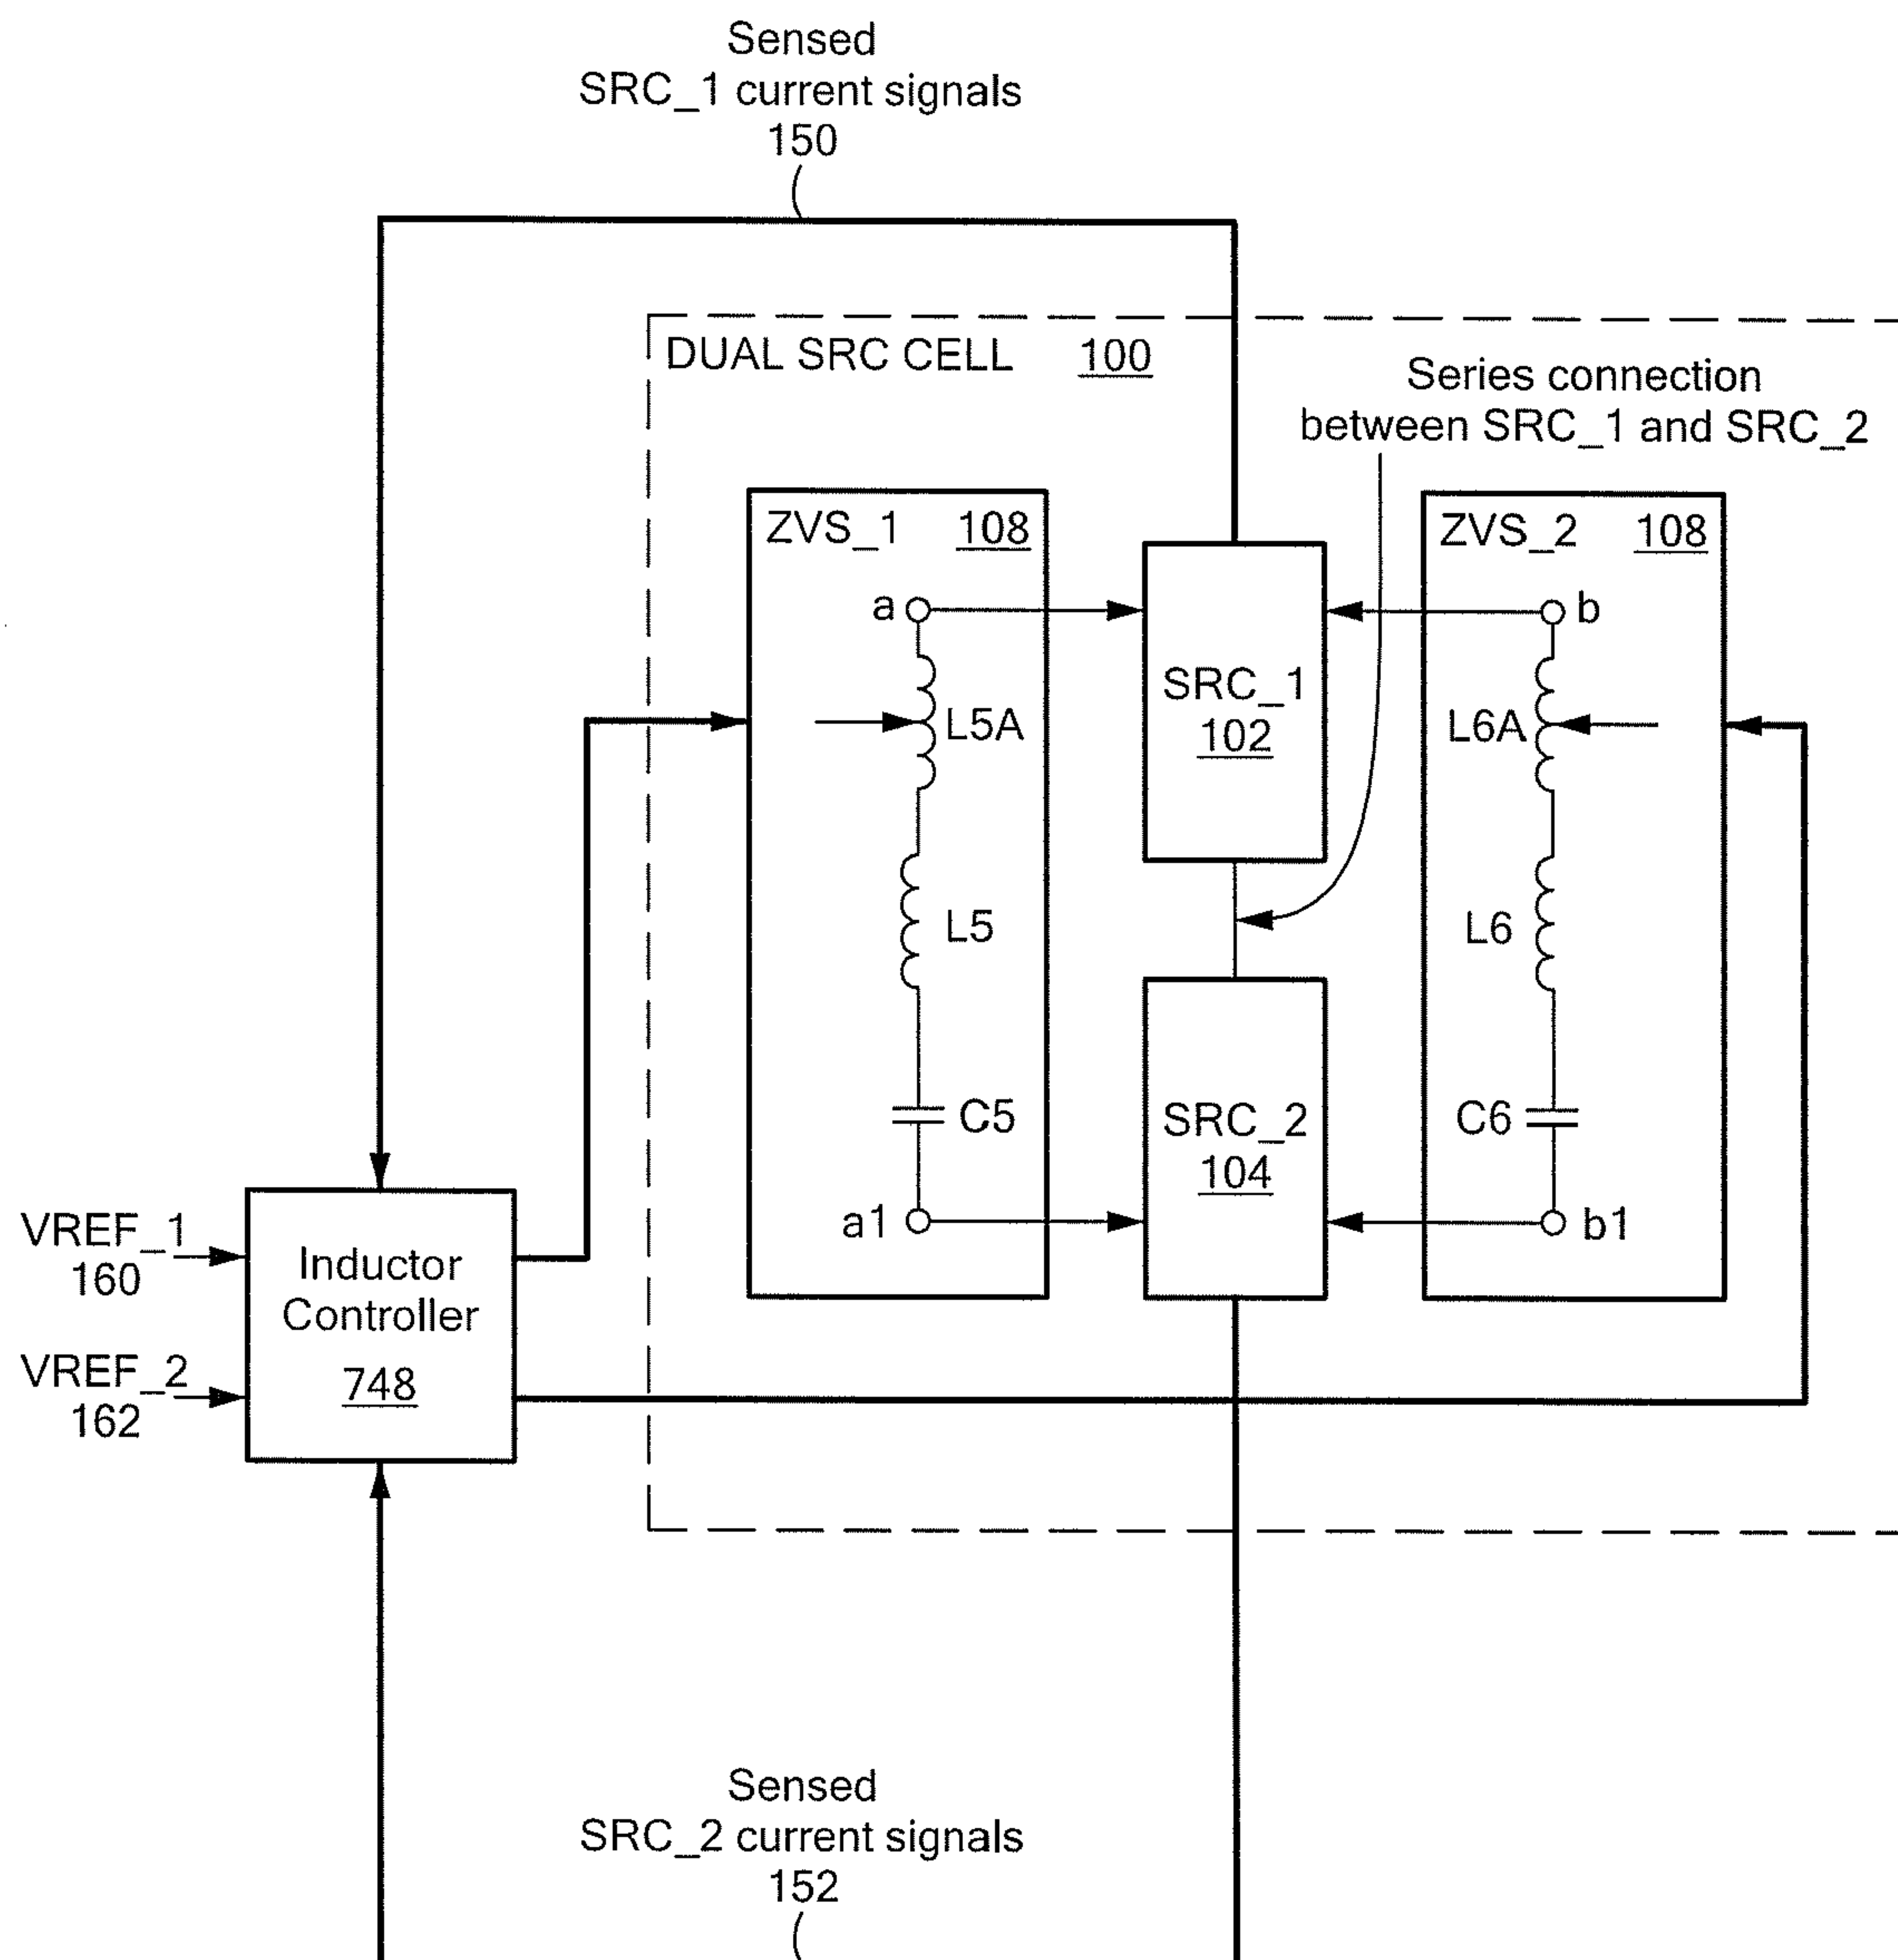 Sensed
SRC_1 current signals
150
DUAL SRC CELL 100
Series connection
between SRC_1 and SRC_2
ZVS_1 108
a
L5A
L5
C5
a1
SRC_1
102
SRC_2
104
ZVS_2 108
b
L6A
L6
C6
b1
VREF_1
160
VREF_2
162
Inductor
Controller
748
Sensed
SRC_2 current signals
152